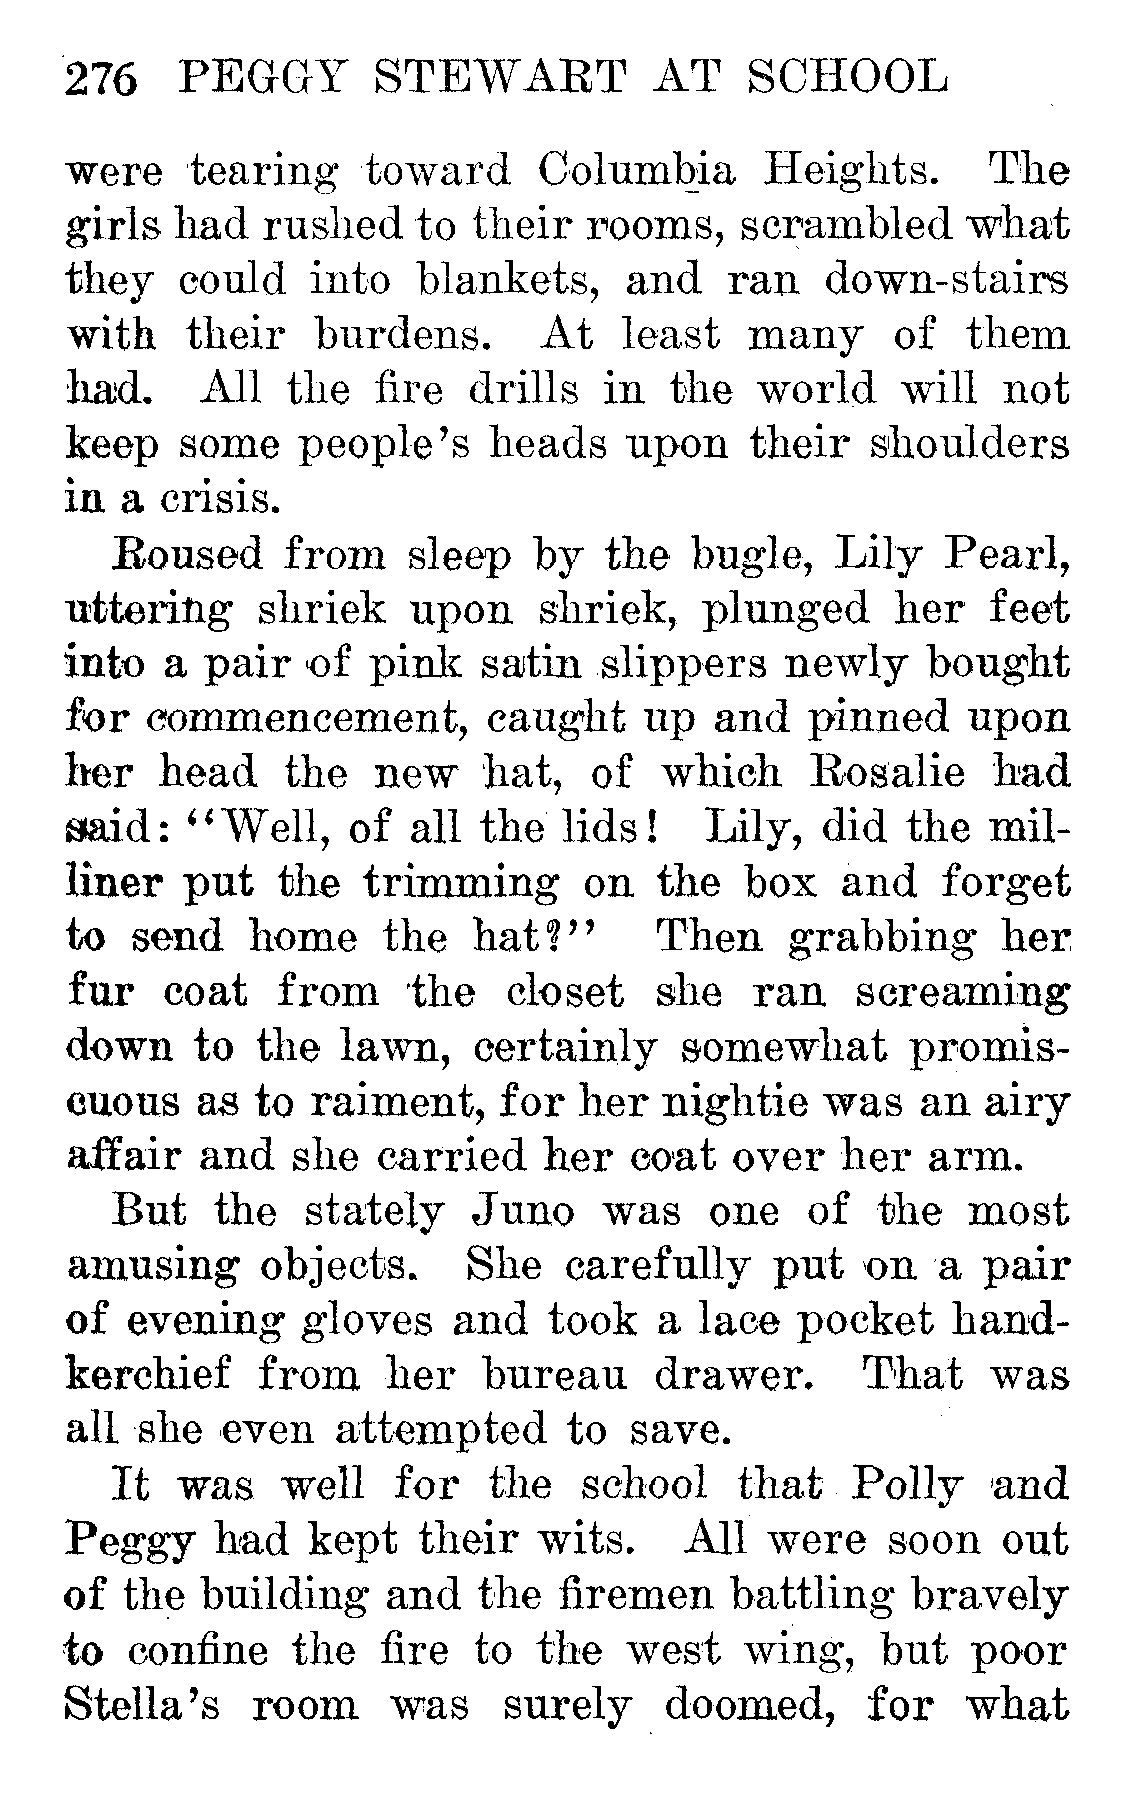 276 PEGGY STEWART AT SCHOOL
were tearing toward Columbia Heights. The
girls had rushed to their rooms, scrambled what
they could into blankets, and ran down-stairs
with their burdens. At least many of them
had. All the fire drills in the world will not
keep some people's heads upon their shoulders
in a crisis.
Roused from sleep by the bugle, Lily Pearl,
uttering shriek upon shriek, plunged her feet
into a pair of pink satin slippers newly bought
for commencement, caught up and pinned upon
her head the new hat, of which Rosalie had
said: "Well, of all the lids! Lily, did the mil-
liner put the trimming on the box and forget
to send home the hat?" Then grabbing her
fur coat from the closet she ran screaming
down to the lawn, certainly somewhat promis-
cuous as to raiment, for her nightie was an airy
affair and she carried her coat over her arm.
But the stately Juno was one of the most
amusing objects. She carefully put on a pair
of evening gloves and took a lace pocket hand-
kerchief from her bureau drawer. That was
all she even attempted to save.
It was well for the school that Polly and
Peggy had kept their wits. All were soon out
of the building and the firemen battling bravely
to confine the fire to the west wing, but poor
Stella's room was surely doomed, for what